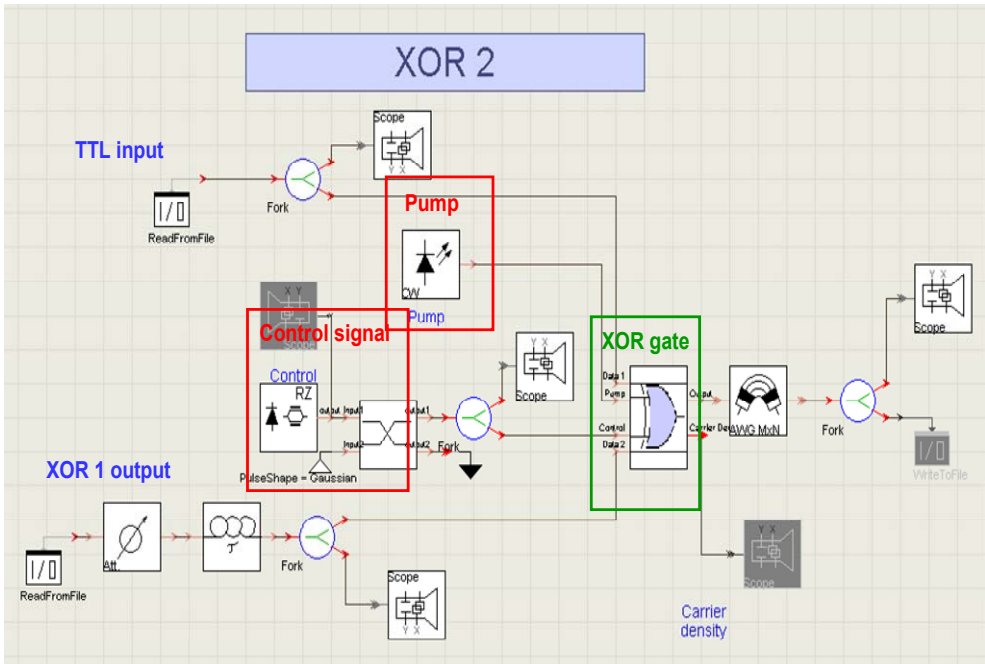 XOR 2
Scope
Y X
TTL input
Fork
ReadFromFile
Pump
CW
Pump
X Y
Scope
Control signal
Control
RZ
output
Input1
output1
Input2
output2
PulseShape = Gaussian
Fork
Y X
Scope
XOR gate
Data 1
Pump
Control
Data 2
Output
Carrier Den
AWG MxN
Fork
Y X
Scope
WriteToFile
XOR 1 output
ReadFromFile
Att.
τ
Fork
Scope
Y X
Y X
Scope
Carrier
density